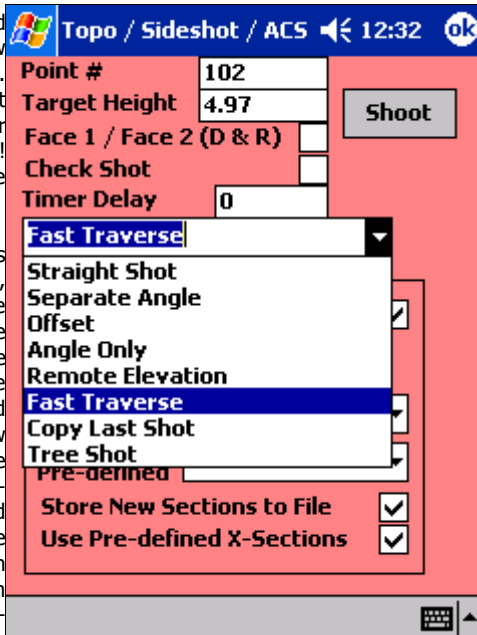 Topo / Sideshot / ACS 12:32 ok
Point # 102
Target Height 4.97
Shoot
Face 1 / Face 2 (D & R)
Check Shot
Timer Delay 0
Fast Traverse
Straight Shot
Separate Angle
Offset
Angle Only
Remote Elevation
Fast Traverse
Copy Last Shot
Tree Shot
Pre-defined
Store New Sections to File
Use Pre-defined X-Sections